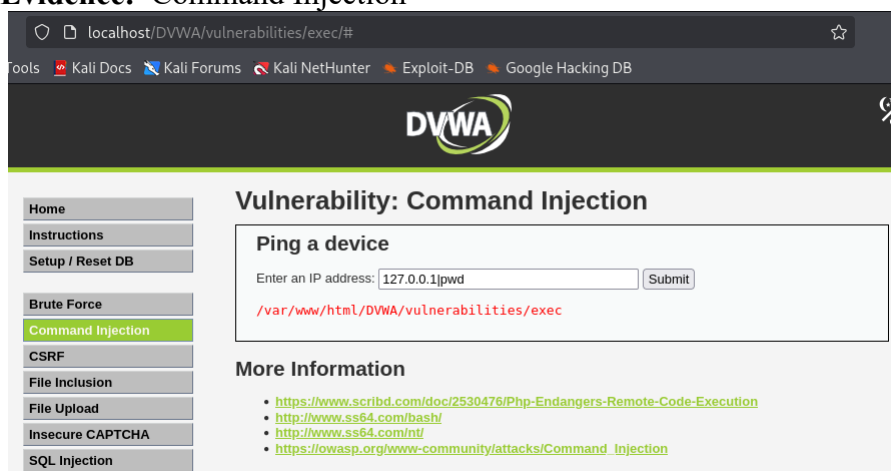 Evidence: Command Injection
localhost/DVWA/vulnerabilities/exec/#
Tools Kali Docs Kali Forums Kali NetHunter Exploit-DB Google Hacking DB
DVWA
Home
Instructions
Setup / Reset DB
Brute Force
Command Injection
CSRF
File Inclusion
File Upload
Insecure CAPTCHA
SQL Injection
Vulnerability: Command Injection
Ping a device
Enter an IP address: 127.0.0.1|pwd Submit
/var/www/html/DVWA/vulnerabilities/exec
More Information
https://www.scribd.com/doc/2530476/Php-Endangers-Remote-Code-Execution
http://www.ss64.com/bash/
http://www.ss64.com/nt/
https://owasp.org/www-community/attacks/Command_Injection